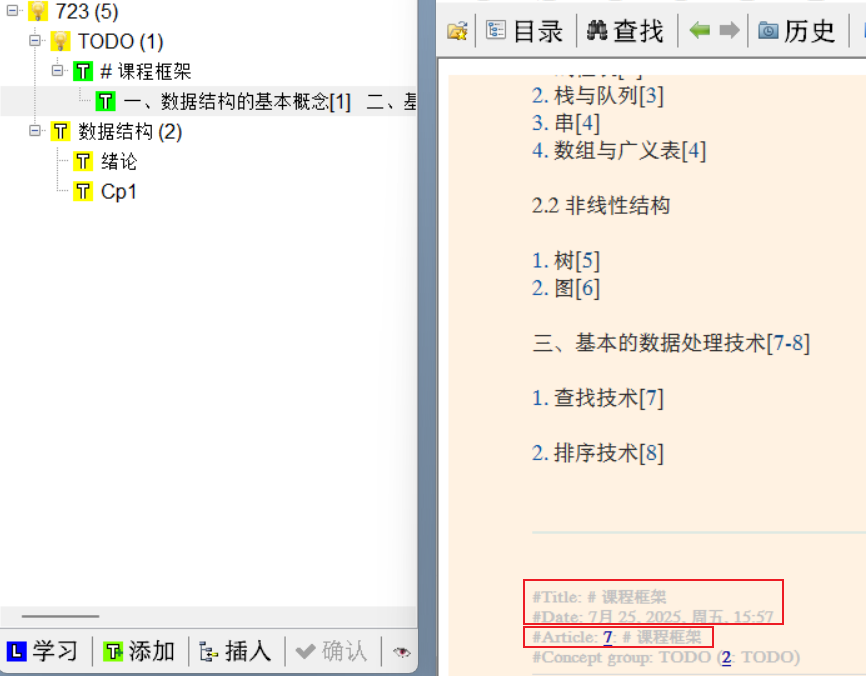 723 (5)
TODO (1)
# 课程框架
一、数据结构的基本概念[1] 二、基
数据结构 (2)
绪论
Cp1
学习 添加 插入 确认
目录 查找 历史
2. 栈与队列[3]
3. 串[4]
4. 数组与广义表[4]
2.2 非线性结构
1. 树[5]
2. 图[6]
三、基本的数据处理技术[7-8]
1. 查找技术[7]
2. 排序技术[8]
#Title: # 课程框架
#Date: 7月 25, 2025, 周五, 15:57
#Article: 7: # 课程框架
#Concept group: TODO (2: TODO)